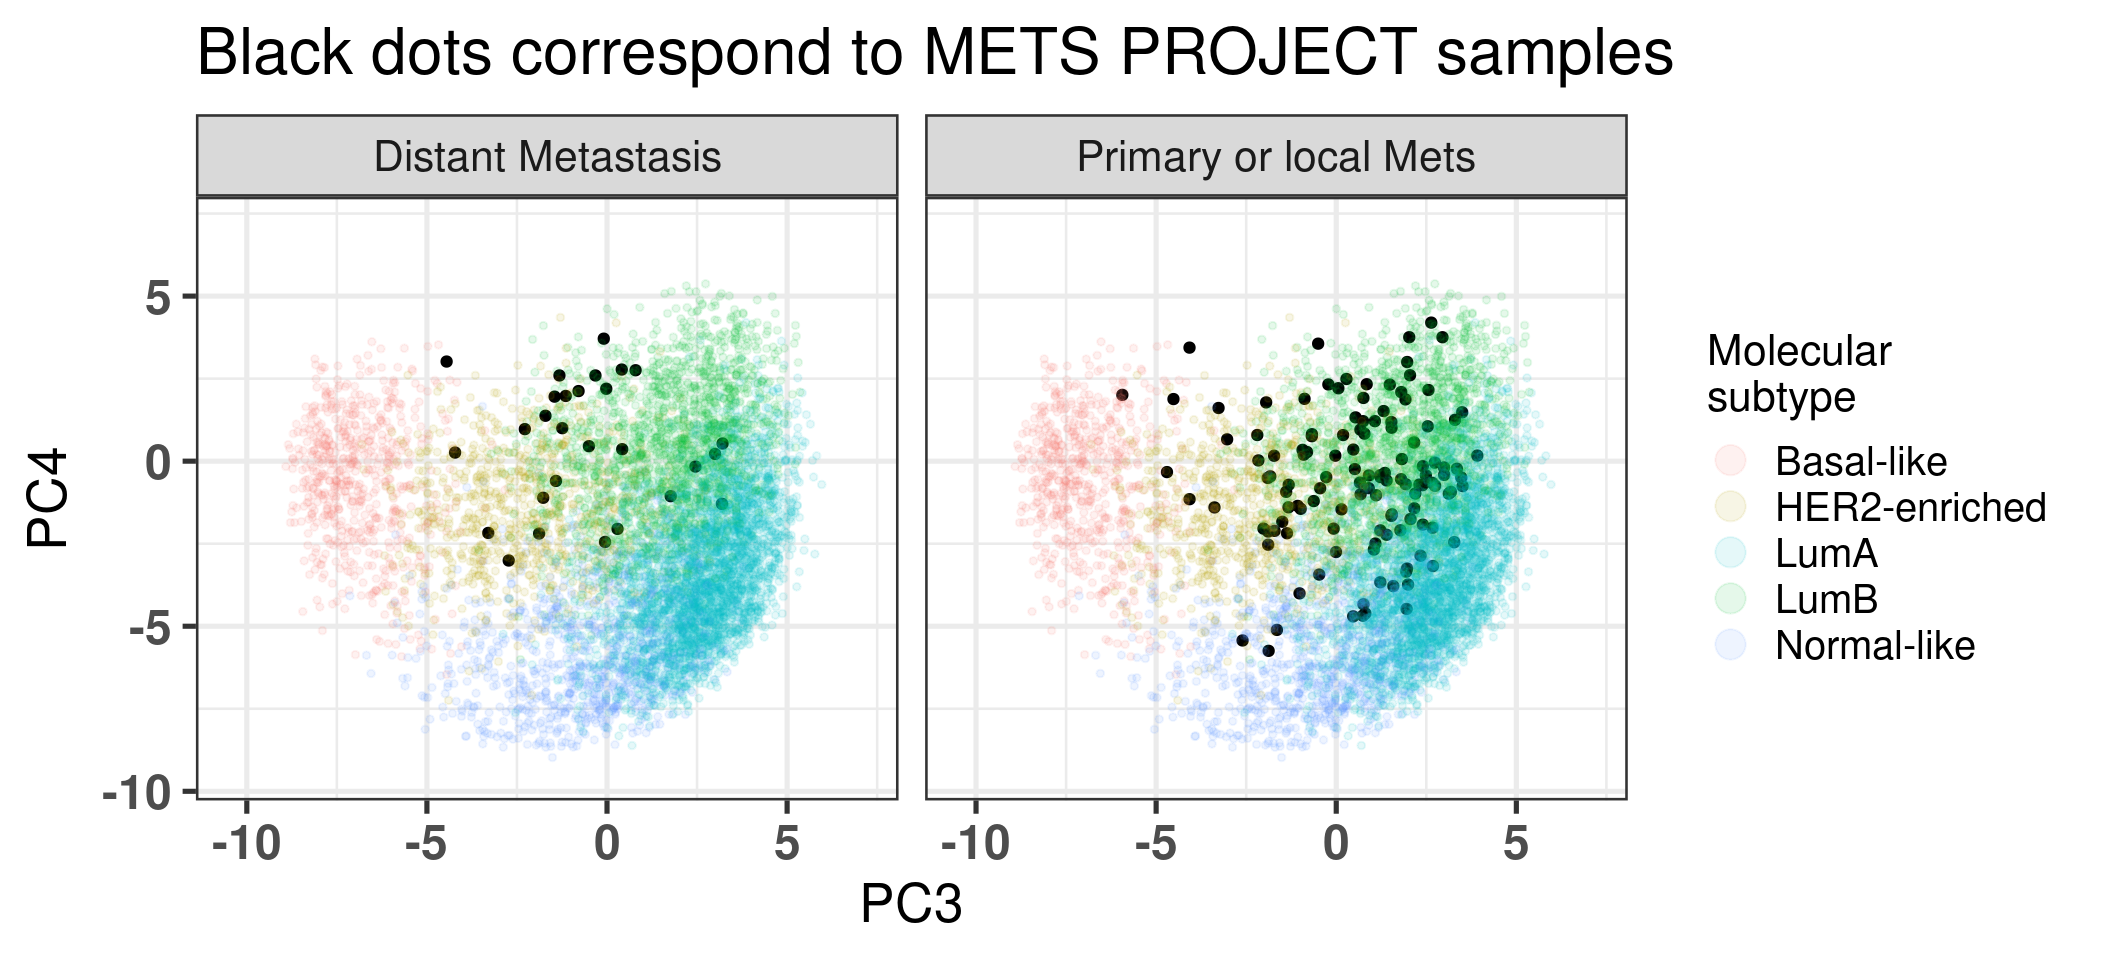 Black dots correspond to METS PROJECT samples
Distant Metastasis
Primary or local Mets
PC4
5
0
-5
-10
-10
-5
0
5
-10
-5
0
5
PC3
Molecular
subtype
Basal-like
HER2-enriched
LumA
LumB
Normal-like